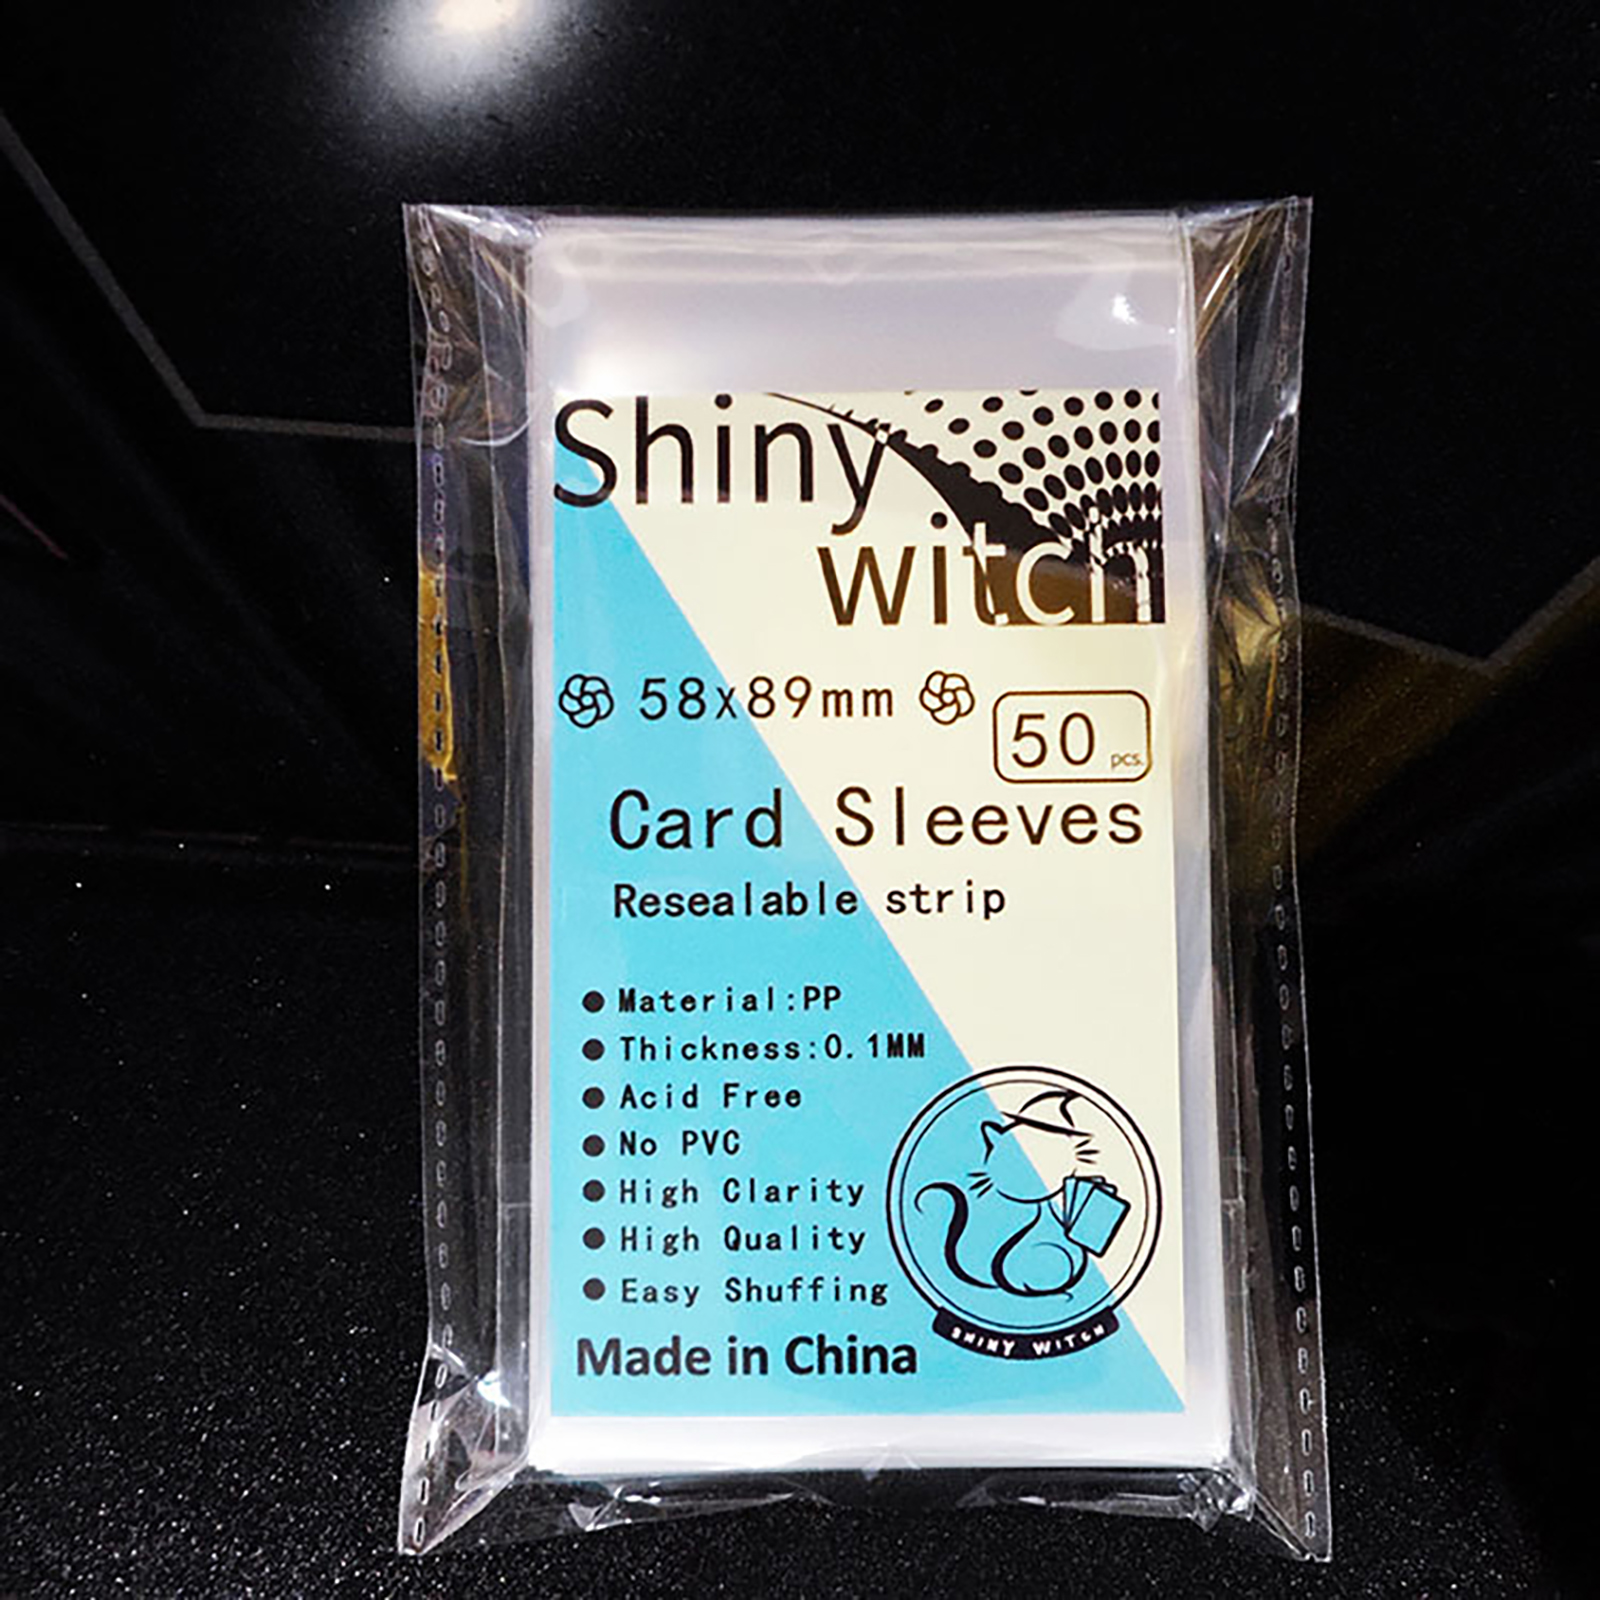 Shiny
witch
58x89mm
50 pcs.
Card Sleeves
Resealable strip
● Material:PP
● Thickness:0.1MM
● Acid Free
● No PVC
● High Clarity
● High Quality
● Easy Shuffing
SHINY WITCH
Made in China